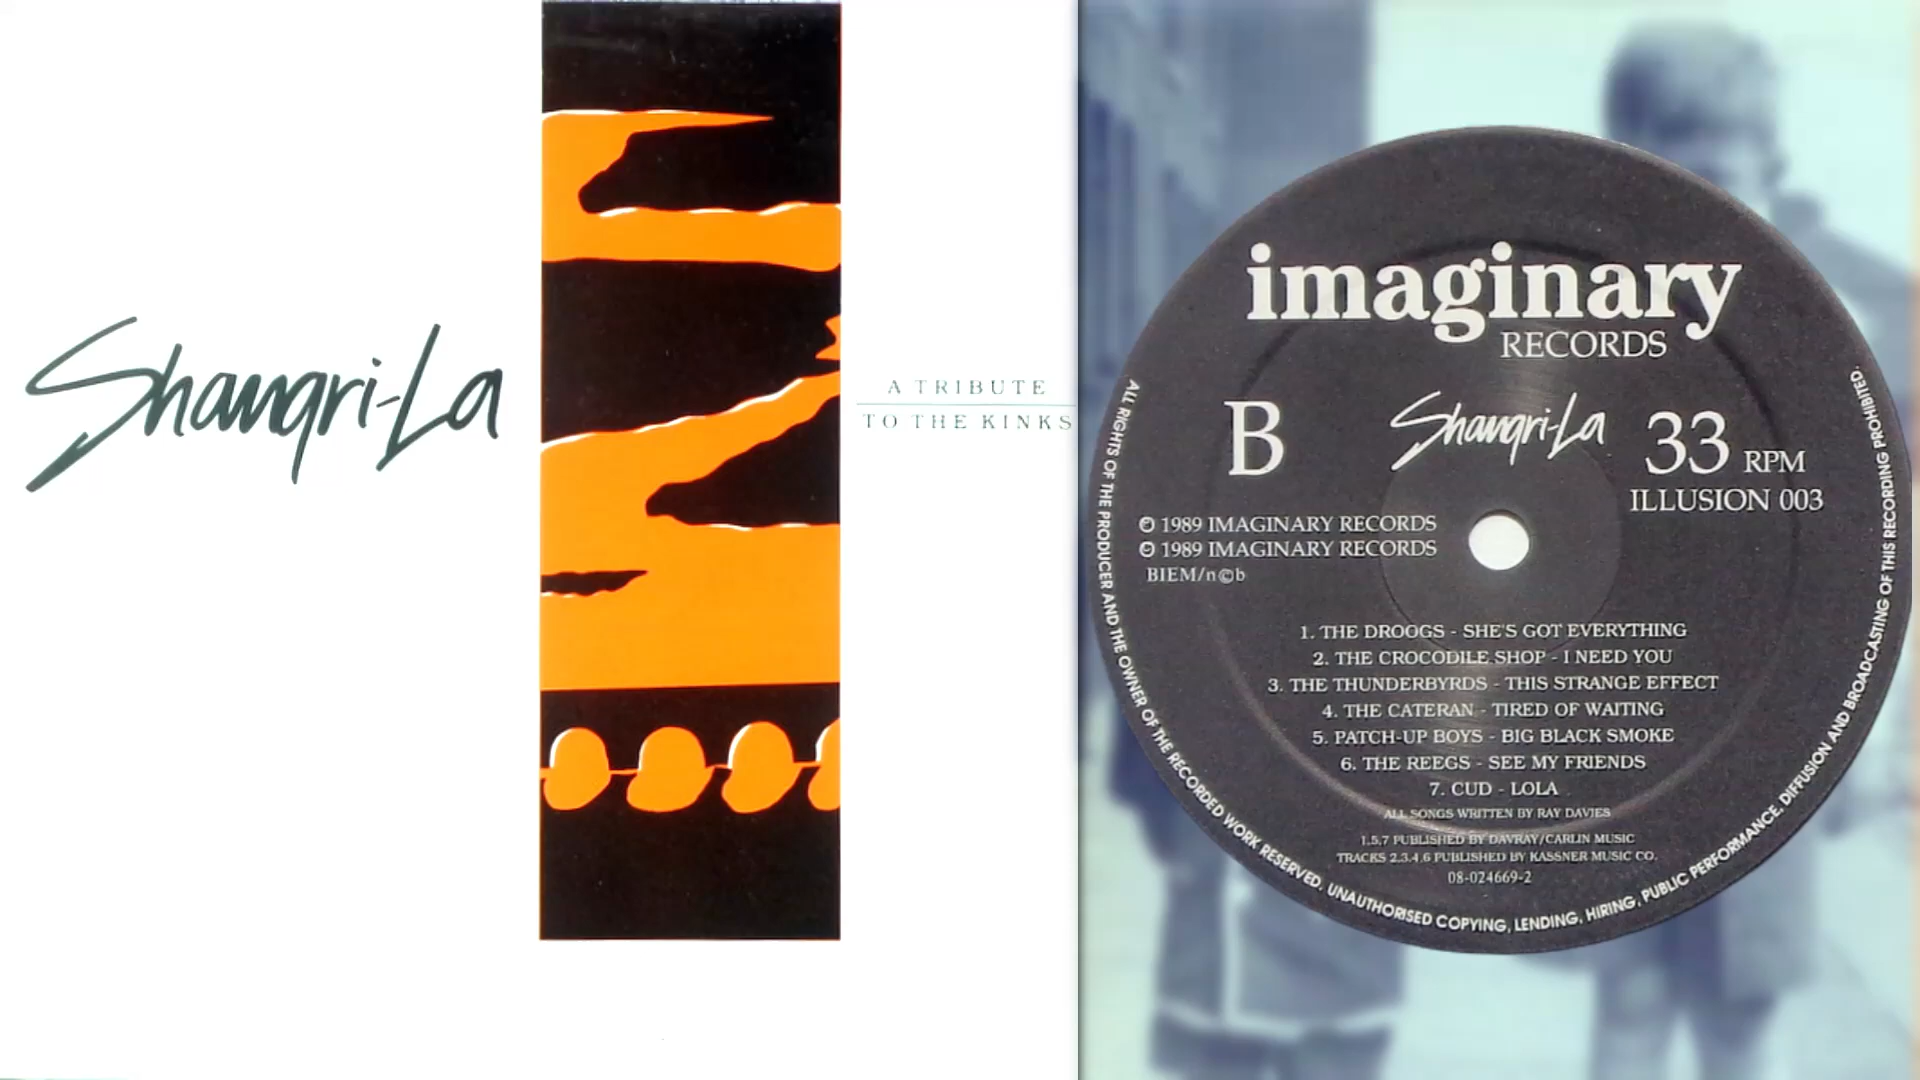 Shangri-La
A TRIBUTE
TO THE KINKS
imaginary
RECORDS
B
Shangri-La
33 RPM
ILLUSION 003
℗ 1989 IMAGINARY RECORDS
© 1989 IMAGINARY RECORDS
BIEM/n©b
1. THE DROOGS - SHE'S GOT EVERYTHING
2. THE CROCODILE SHOP - I NEED YOU
3. THE THUNDERBYRDS - THIS STRANGE EFFECT
4. THE CATERAN - TIRED OF WAITING
5. PATCH-UP BOYS - BIG BLACK SMOKE
6. THE REEGS - SEE MY FRIENDS
7. CUD - LOLA
ALL SONGS WRITTEN BY RAY DAVIES
1,5,7 PUBLISHED BY DAVRAY/CARLIN MUSIC
TRACKS 2,3,4,6 PUBLISHED BY KASSNER MUSIC CO.
08-024669-2
ALL RIGHTS OF THE PRODUCER AND THE OWNER OF THE RECORDED WORK RESERVED. UNAUTHORISED COPYING, LENDING, HIRING, PUBLIC PERFORMANCE, DIFFUSION AND BROADCASTING OF THIS RECORDING PROHIBITED.